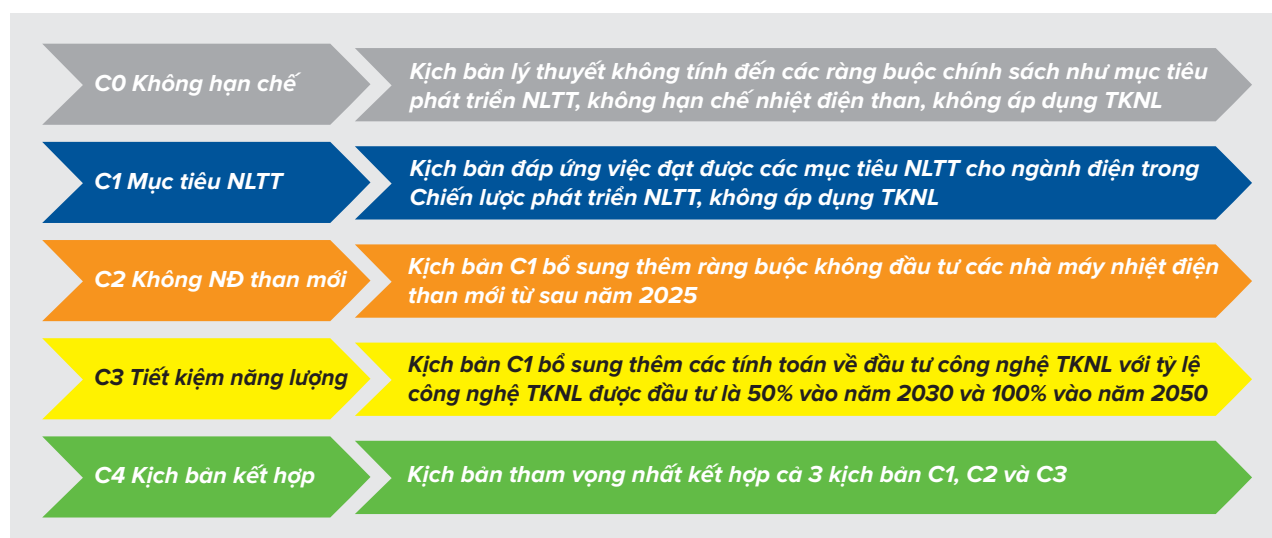 C0 Không hạn chế
Kịch bản lý thuyết không tính đến các ràng buộc chính sách như mục tiêu
phát triển NLTT, không hạn chế nhiệt điện than, không áp dụng TKNL
C1 Mục tiêu NLTT
Kịch bản đáp ứng việc đạt được các mục tiêu NLTT cho ngành điện trong
Chiến lược phát triển NLTT, không áp dụng TKNL
C2 Không NĐ than mới
Kịch bản C1 bổ sung thêm ràng buộc không đầu tư các nhà máy nhiệt điện
than mới từ sau năm 2025
C3 Tiết kiệm năng lượng
Kịch bản C1 bổ sung thêm các tính toán về đầu tư công nghệ TKNL với tỷ lệ
công nghệ TKNL được đầu tư là 50% vào năm 2030 và 100% vào năm 2050
C4 Kịch bản kết hợp
Kịch bản tham vọng nhất kết hợp cả 3 kịch bản C1, C2 và C3